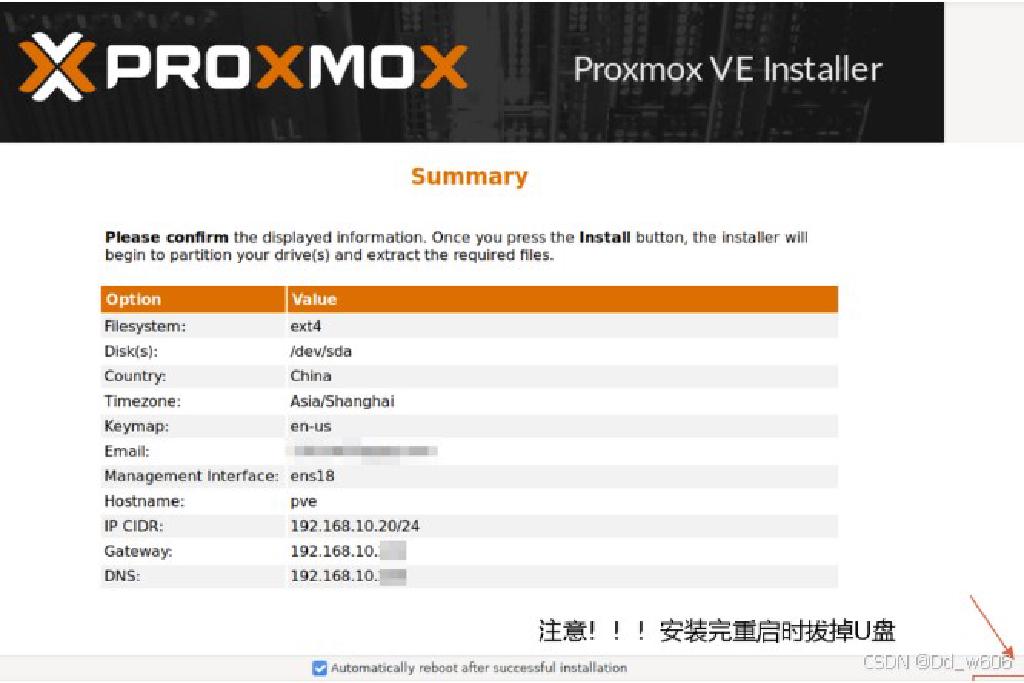 PROXMOX Proxmox VE Installer
Summary
Please confirm the displayed information. Once you press the Install button, the installer will
begin to partition your drive(s) and extract the required files.
Option Value
Filesystem: ext4
Disk(s): /dev/sda
Country: China
Timezone: Asia/Shanghai
Keymap: en-us
Email:
Management Interface: ens18
Hostname: pve
IP CIDR: 192.168.10.20/24
Gateway: 192.168.10.
DNS: 192.168.10.
注意！！！安装完重启时拔掉U盘
Automatically reboot after successful installation
CSDN @Dd_w606